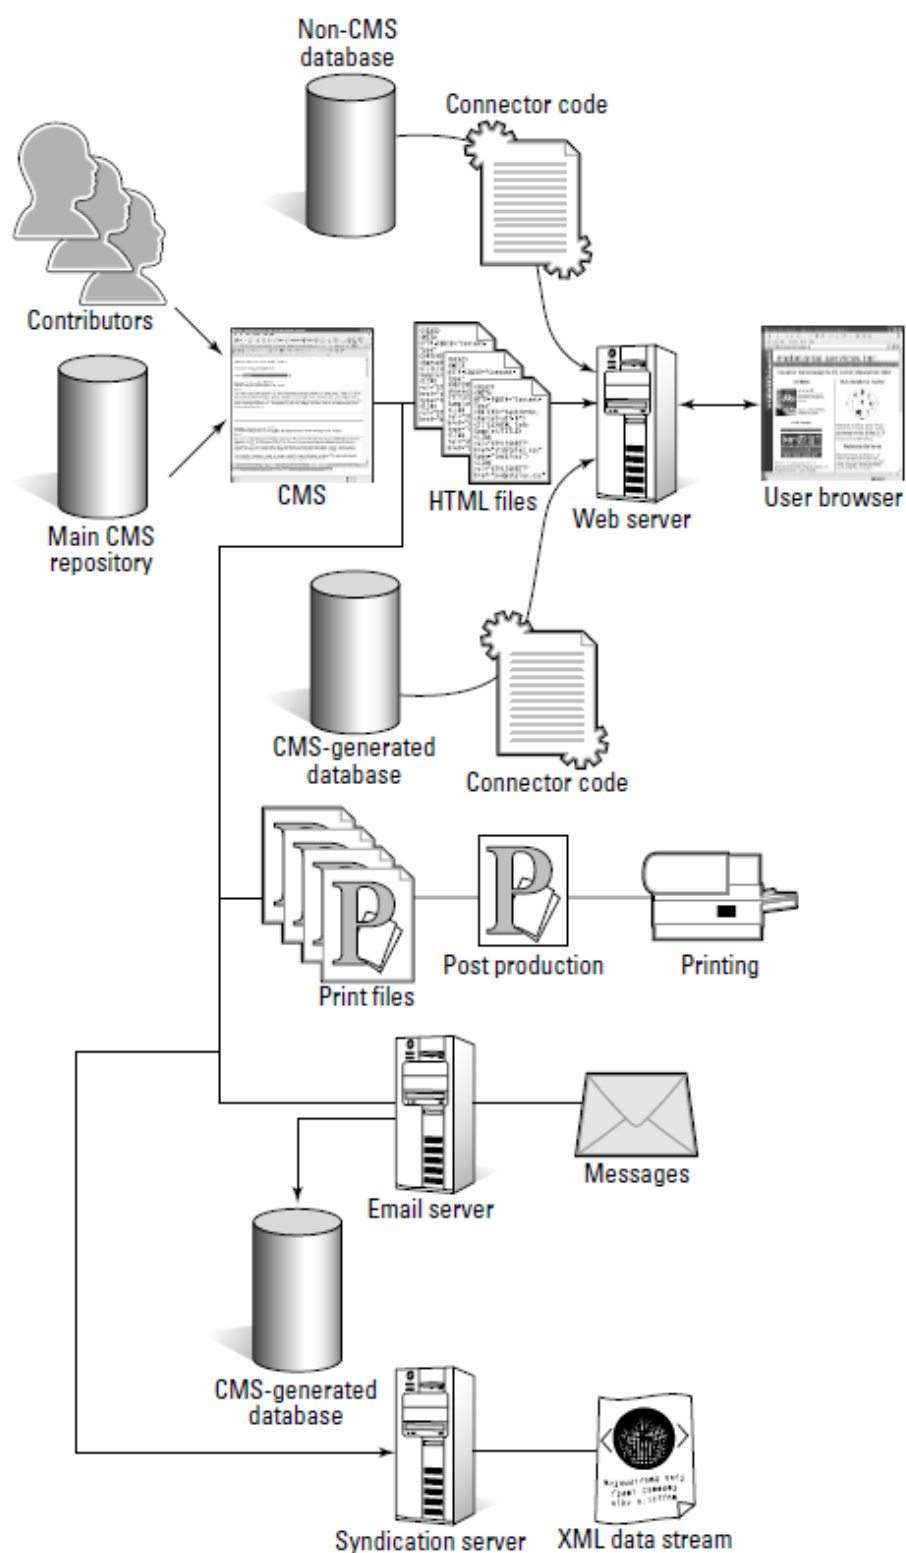 Non-CMS
database
Connector code
Contributors
Main CMS
repository
CMS
HTML files
Web server
User browser
CMS-generated
database
Connector code
Print files
Post production
Printing
Email server
Messages
CMS-generated
database
Syndication server
XML data stream